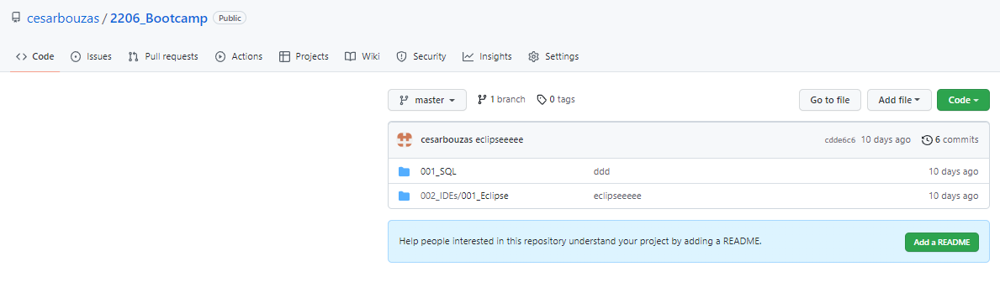 cesarbouzas / 2206_Bootcamp Public
Code Issues Pull requests Actions Projects Wiki Security Insights Settings
master 1 branch 0 tags Go to file Add file Code
cesarbouzas eclipseeeee cdde6c6 10 days ago 6 commits
001_SQL ddd 10 days ago
002_IDEs/001_Eclipse eclipseeeee 10 days ago
Help people interested in this repository understand your project by adding a README. Add a README